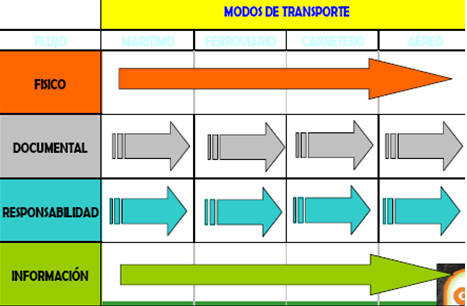 MODOS DE TRANSPORTE
FLUJO MARITIMO FERROVIARIO CARRETERO AÉREO
FISICO
DOCUMENTAL
RESPONSABILIDAD
INFORMACIÓN